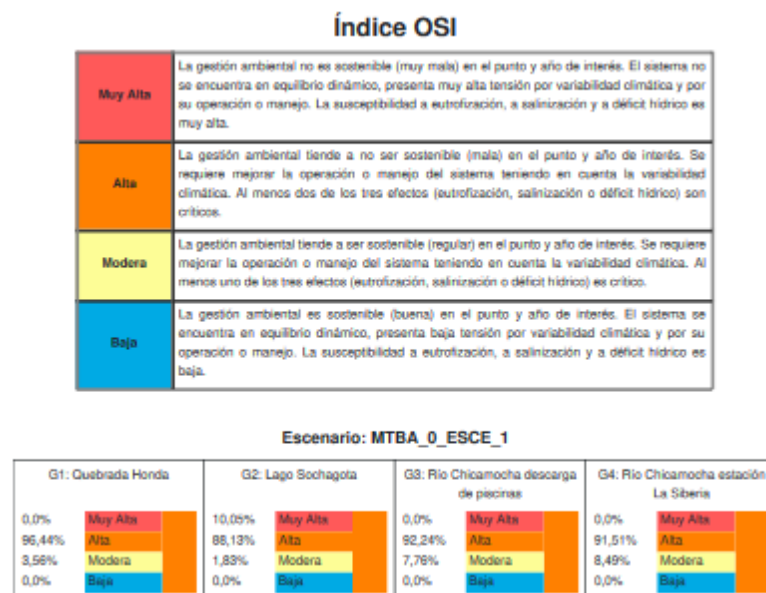 Índice OSI
Muy Alta
La gestión ambiental no es sostenible (muy mala) en el punto y año de interés. El sistema no
se encuentra en equilibrio dinámico, presenta muy alta tensión por variabilidad climática y por
su operación o manejo. La susceptibilidad a eutrofización, a salinización y a déficit hídrico es
muy alta.
Alta
La gestión ambiental tiende a no ser sostenible (mala) en el punto y año de interés. Se
requiere mejorar la operación o manejo del sistema teniendo en cuenta la variabilidad
climática. Al menos dos de los tres efectos (eutrofización, salinización o déficit hídrico) son
críticos.
Modera
La gestión ambiental tiende a ser sostenible (regular) en el punto y año de interés. Se requiere
mejorar la operación o manejo del sistema teniendo en cuenta la variabilidad climática. Al
menos uno de los tres efectos (eutrofización, salinización o déficit hídrico) es crítico.
Baja
La gestión ambiental es sostenible (buena) en el punto y año de interés. El sistema se
encuentra en equilibrio dinámico, presenta baja tensión por variabilidad climática y por su
operación o manejo. La susceptibilidad a eutrofización, a salinización y a déficit hídrico es
baja.
Escenario: MTBA_0_ESCE_1
G1: Quebrada Honda
0,0% Muy Alta
96,44% Alta
3,56% Modera
0,0% Baja
G2: Lago Sochagota
10,05% Muy Alta
88,13% Alta
1,83% Modera
0,0% Baja
G3: Río Chicamocha descarga
de piscinas
0,0% Muy Alta
92,24% Alta
7,76% Modera
0,0% Baja
G4: Río Chicamocha estación
La Siberia
0,0% Muy Alta
91,51% Alta
8,49% Modera
0,0% Baja